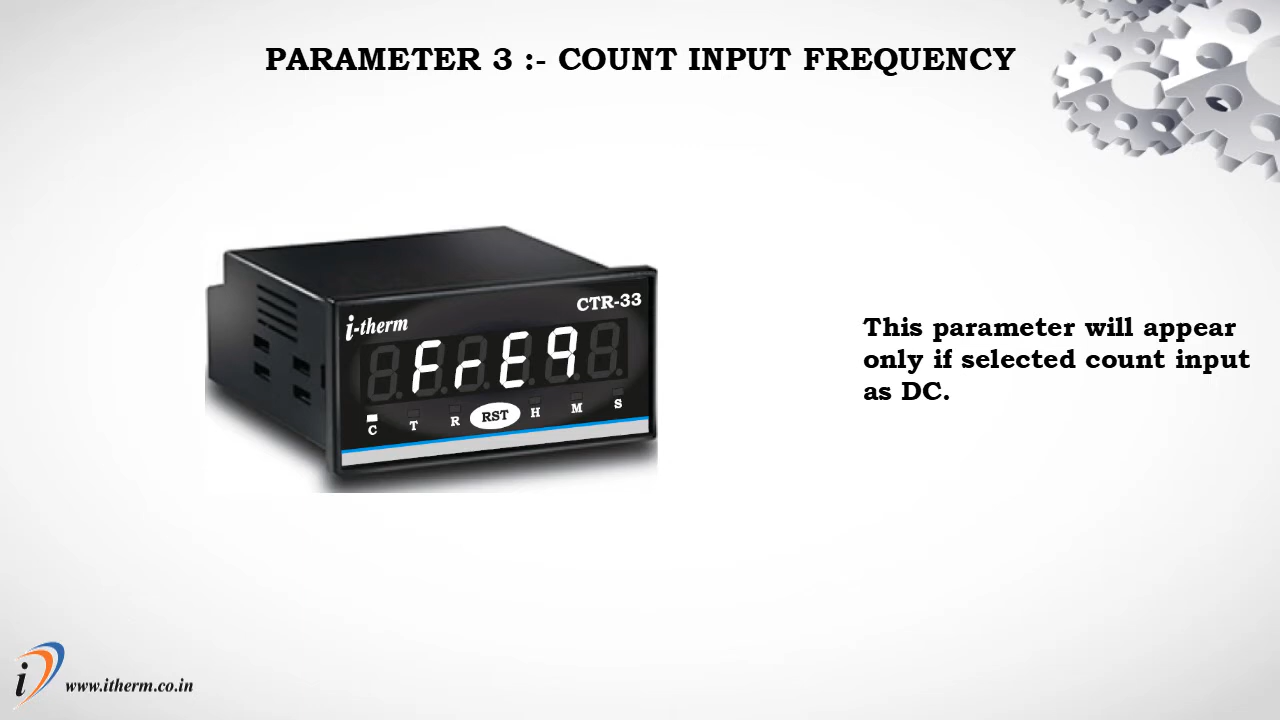 PARAMETER 3 :- COUNT INPUT FREQUENCY
CTR-33
i-therm
FrEq
C T R RST H M S
This parameter will appear
only if selected count input
as DC.
i
www.itherm.co.in